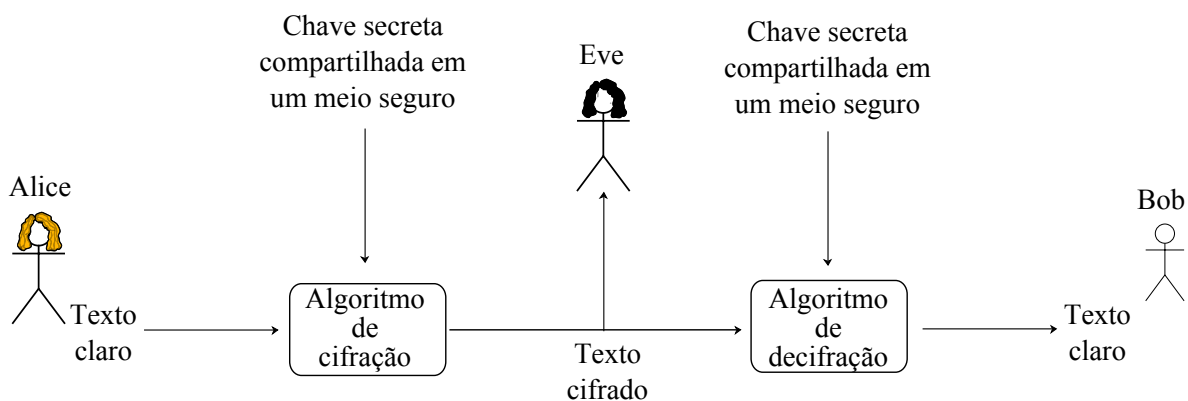 Chave secreta
compartilhada em
um meio seguro
Eve
Chave secreta
compartilhada em
um meio seguro
Alice
Bob
Texto
claro
Algoritmo
de
cifração
Texto
cifrado
Algoritmo
de
decifração
Texto
claro